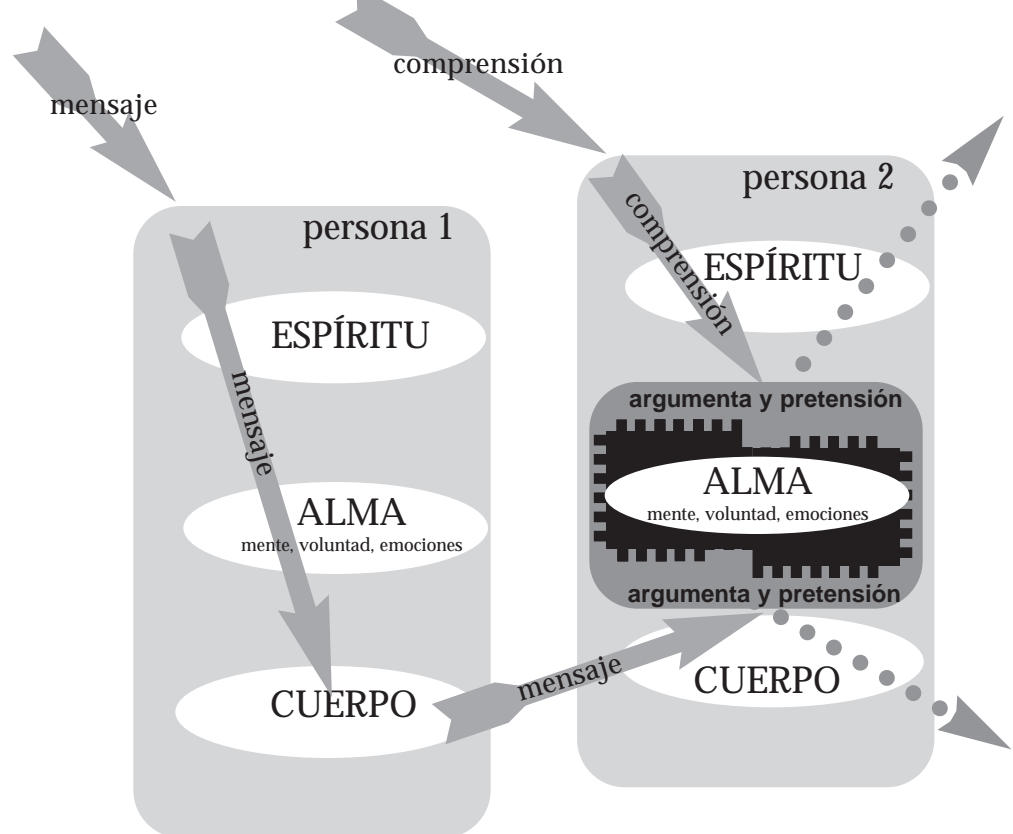 mensaje
comprensión
persona 1
ESPÍRITU
mensaje
ALMA
mente, voluntad, emociones
CUERPO
mensaje
persona 2
comprensión
ESPÍRITU
argumenta y pretensión
ALMA
mente, voluntad, emociones
argumenta y pretensión
CUERPO